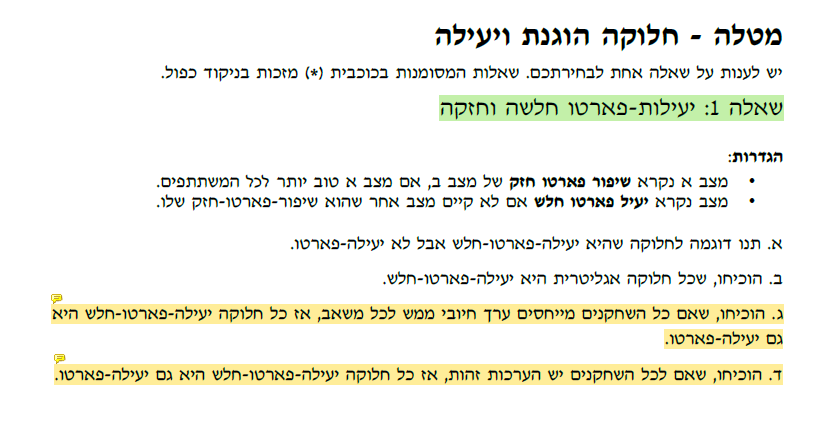 מטלה - חלוקה הוגנת ויעילה
יש לענות על שאלה אחת לבחירתכם. שאלות המסומנות בכוכבית (*) מזכות בניקוד כפול.
שאלה 1: יעילות-פארטו חלשה וחזקה
הגדרות:
• מצב א נקרא שיפור פארטו חזק של מצב ב, אם מצב א טוב יותר לכל המשתתפים.
• מצב נקרא יעיל פארטו חלש אם לא קיים מצב אחר שהוא שיפור-פארטו-חזק שלו.
א. תנו דוגמה לחלוקה שהיא יעילה-פארטו-חלש אבל לא יעילה-פארטו.
ב. הוכיחו, שכל חלוקה אגליטרית היא יעילה-פארטו-חלש.
ג. הוכיחו, שאם כל השחקנים מייחסים ערך חיובי ממש לכל משאב, אז כל חלוקה יעילה-פארטו-חלש היא
גם יעילה-פארטו.
ד. הוכיחו, שאם לכל השחקנים יש הערכות זהות, אז כל חלוקה יעילה-פארטו-חלש היא גם יעילה-פארטו.